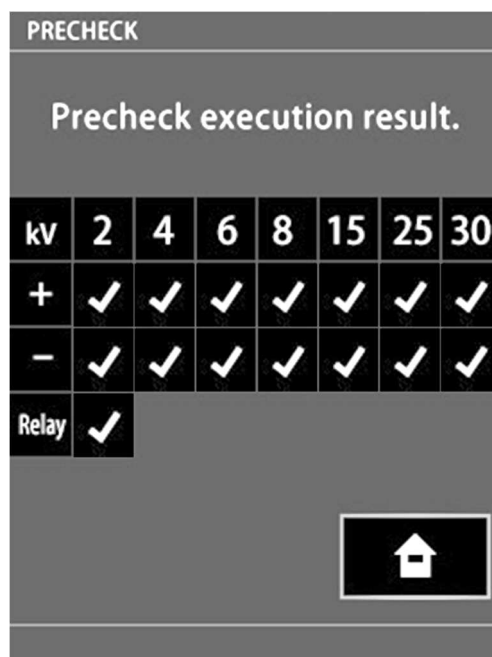 PRECHECK
Precheck execution result.
kV 2 4 6 8 15 25 30
+ ✓ ✓ ✓ ✓ ✓ ✓ ✓
− ✓ ✓ ✓ ✓ ✓ ✓ ✓
Relay ✓